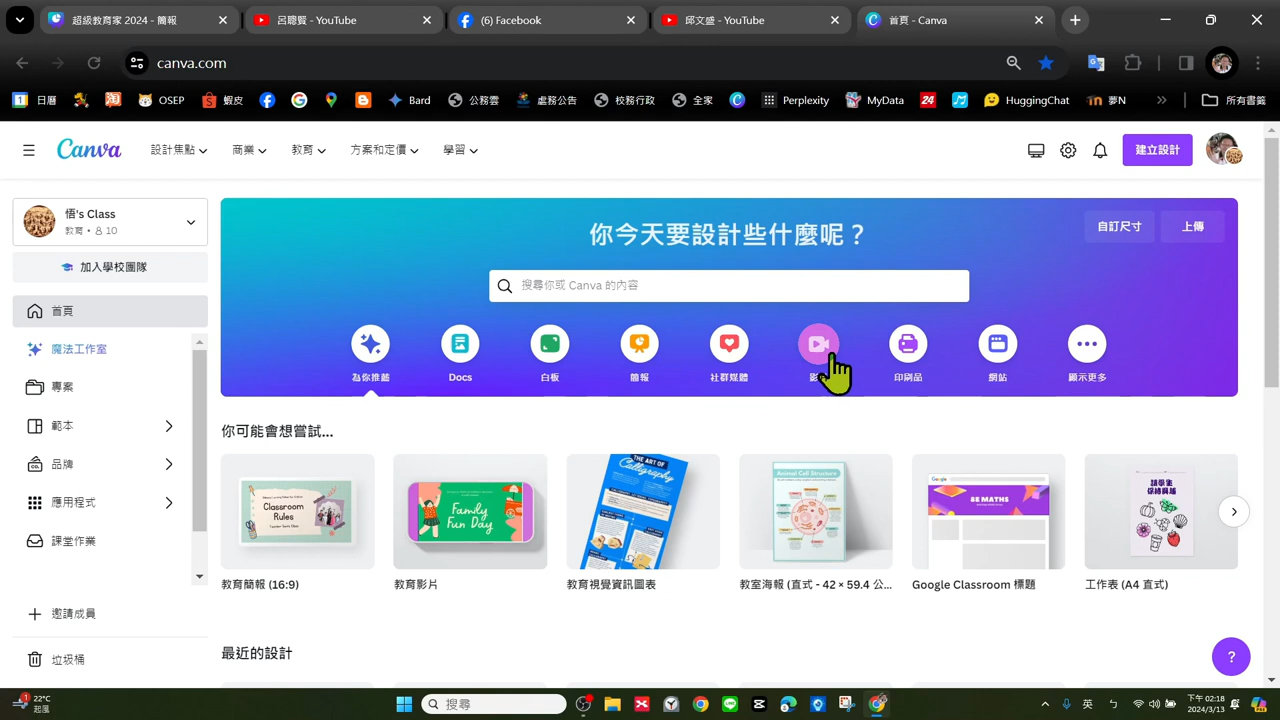 超級教育家 2024 - 簡報
呂聰賢 - YouTube
(6) Facebook
邱文盛 - YouTube
首頁 - Canva
canva.com
日曆
淘
OSEP
蝦皮
Bard
公務雲
處務公告
校務行政
全家
Perplexity
24
MyData
HuggingChat
夢N
所有書籤
Canva
設計焦點
商業
教育
方案和定價
學習
建立設計
悟's Class
教育 • 10
加入學校團隊
首頁
魔法工作室
專案
範本
品牌
應用程式
課堂作業
邀請成員
垃圾桶
你今天要設計些什麼呢？
自訂尺寸
上傳
搜尋你或 Canva 的內容
為你推薦
Docs
白板
簡報
社群媒體
影
印刷品
網站
顯示更多
你可能會想嘗試...
Classroom
Rules
Family
Fun Day
THE ART OF
Calligraphy
Animal Cell Structure
Google
8E MATHS
教育簡報 (16:9)
教育影片
教育視覺資訊圖表
教室海報 (直式 - 42 × 59.4 公...
Google Classroom 標題
工作表 (A4 直式)
最近的設計
?
1
22°C
起風
搜尋
英
下午 02:18
2024/3/13